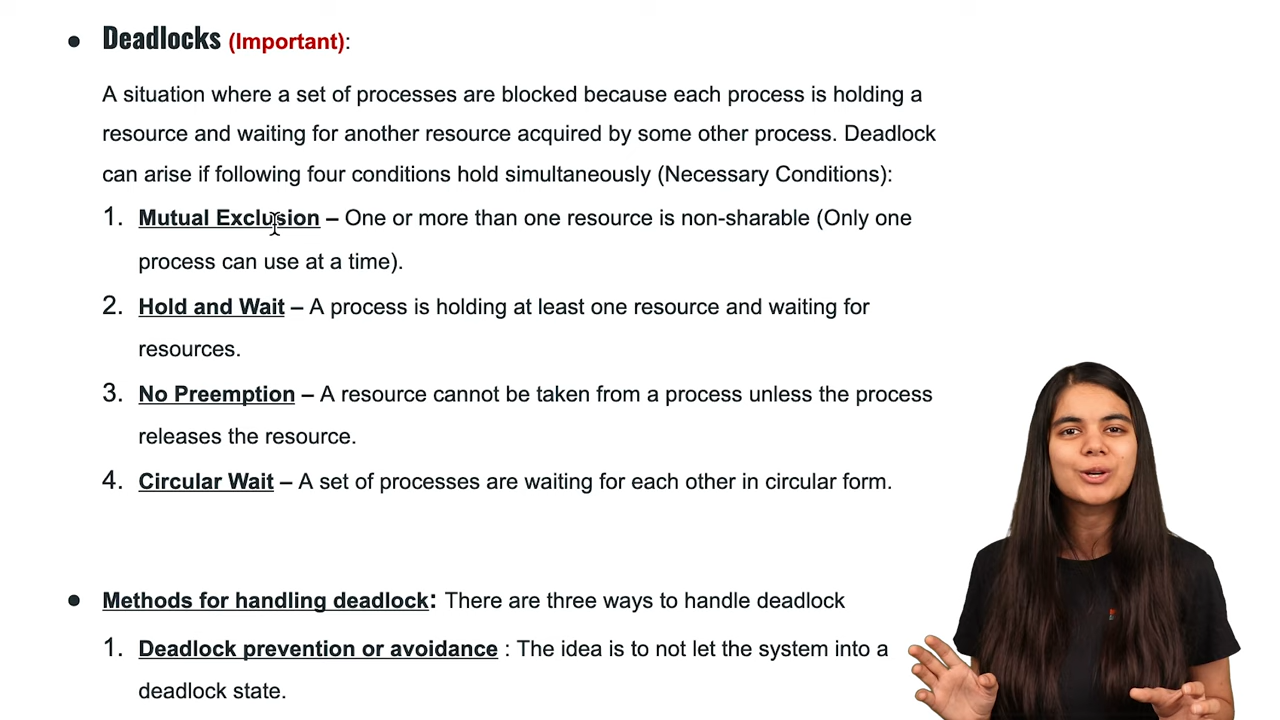 ● Deadlocks (Important):
A situation where a set of processes are blocked because each process is holding a
resource and waiting for another resource acquired by some other process. Deadlock
can arise if following four conditions hold simultaneously (Necessary Conditions):
1. Mutual Exclusion – One or more than one resource is non-sharable (Only one
process can use at a time).
2. Hold and Wait – A process is holding at least one resource and waiting for
resources.
3. No Preemption – A resource cannot be taken from a process unless the process
releases the resource.
4. Circular Wait – A set of processes are waiting for each other in circular form.
● Methods for handling deadlock: There are three ways to handle deadlock
1. Deadlock prevention or avoidance : The idea is to not let the system into a
deadlock state.